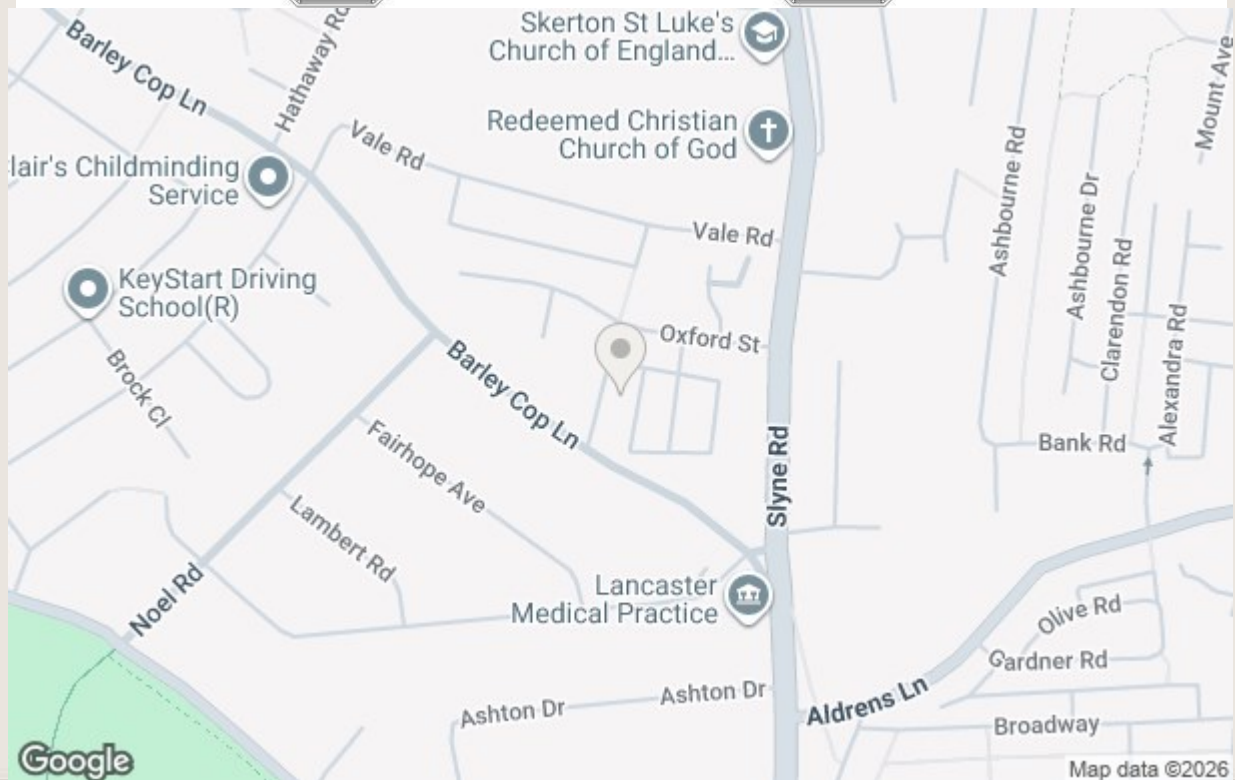 Barley Cop Ln
Hathaway Rd
Skerton St Luke's
Church of England...
Redeemed Christian
Church of God
Vale Rd
lair's Childminding
Service
Vale Rd
KeyStart Driving
School(R)
Brock Cl
Barley Cop Ln
Oxford St
Ashbourne Rd
Ashbourne Dr
Clarendon Rd
Alexandra Rd
Mount Ave
Bank Rd
Slyne Rd
Fairhope Ave
Lambert Rd
Noel Rd
Lancaster
Medical Practice
Olive Rd
Gardner Rd
Ashton Dr
Ashton Dr
Aldrens Ln
Broadway
Google
Map data ©2026